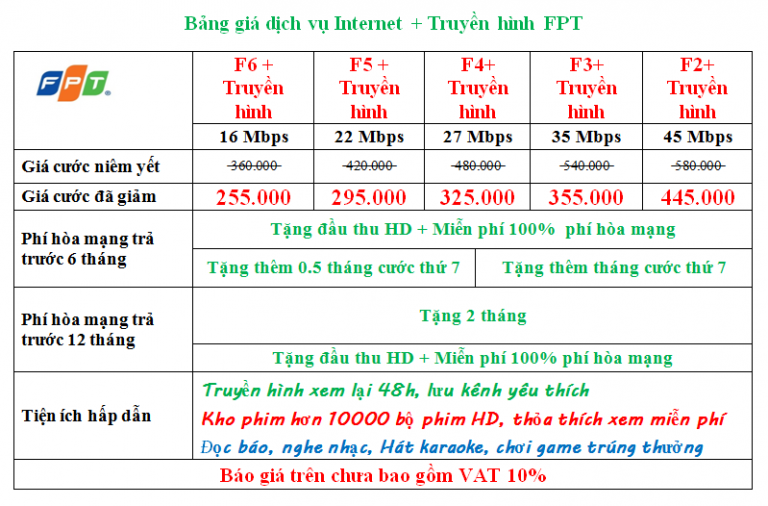 Bảng giá dịch vụ Internet + Truyền hình FPT
FPT
F6 + Truyền hình
F5 + Truyền hình
F4+ Truyền hình
F3+ Truyền hình
F2+ Truyền hình
16 Mbps
22 Mbps
27 Mbps
35 Mbps
45 Mbps
Giá cước niêm yết
360.000
420.000
480.000
540.000
580.000
Giá cước đã giảm
255.000
295.000
325.000
355.000
445.000
Phí hòa mạng trả
trước 6 tháng
Tặng đầu thu HD + Miễn phí 100% phí hòa mạng
Tặng thêm 0.5 tháng cước thứ 7
Tặng thêm tháng cước thứ 7
Phí hòa mạng trả
trước 12 tháng
Tặng 2 tháng
Tặng đầu thu HD + Miễn phí 100% phí hòa mạng
Tiện ích hấp dẫn
Truyền hình xem lại 48h, lưu kênh yêu thích
Kho phim hơn 10000 bộ phim HD, thỏa thích xem miễn phí
Đọc báo, nghe nhạc, Hát karaoke, chơi game trúng thưởng
Báo giá trên chưa bao gồm VAT 10%